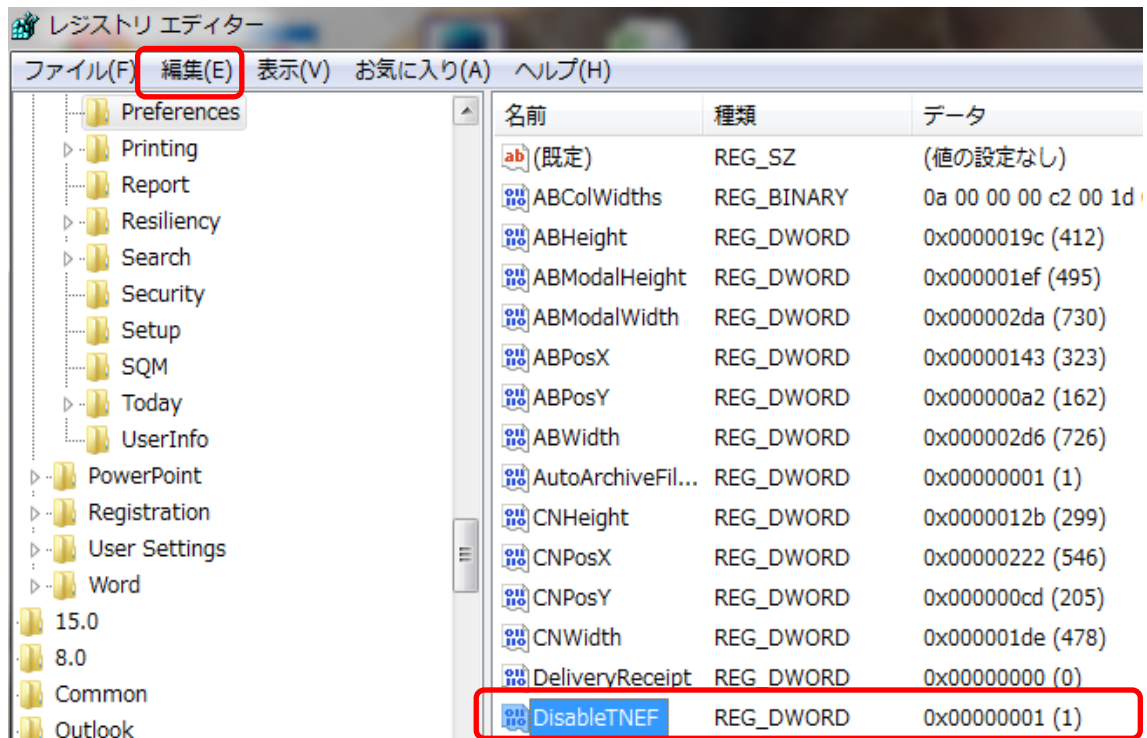 レジストリ エディター
ファイル(F) 編集(E) 表示(V) お気に入り(A) ヘルプ(H)
Preferences
Printing
Report
Resiliency
Search
Security
Setup
SQM
Today
UserInfo
PowerPoint
Registration
User Settings
Word
15.0
8.0
Common
Outlook
名前 種類 データ
(既定) REG_SZ (値の設定なし)
ABColWidths REG_BINARY 0a 00 00 00 c2 00 1d
ABHeight REG_DWORD 0x0000019c (412)
ABModalHeight REG_DWORD 0x000001ef (495)
ABModalWidth REG_DWORD 0x000002da (730)
ABPosX REG_DWORD 0x00000143 (323)
ABPosY REG_DWORD 0x000000a2 (162)
ABWidth REG_DWORD 0x000002d6 (726)
AutoArchiveFil... REG_DWORD 0x00000001 (1)
CNHeight REG_DWORD 0x0000012b (299)
CNPosX REG_DWORD 0x00000222 (546)
CNPosY REG_DWORD 0x000000cd (205)
CNWidth REG_DWORD 0x000001de (478)
DeliveryReceipt REG_DWORD 0x00000000 (0)
DisableTNEF REG_DWORD 0x00000001 (1)